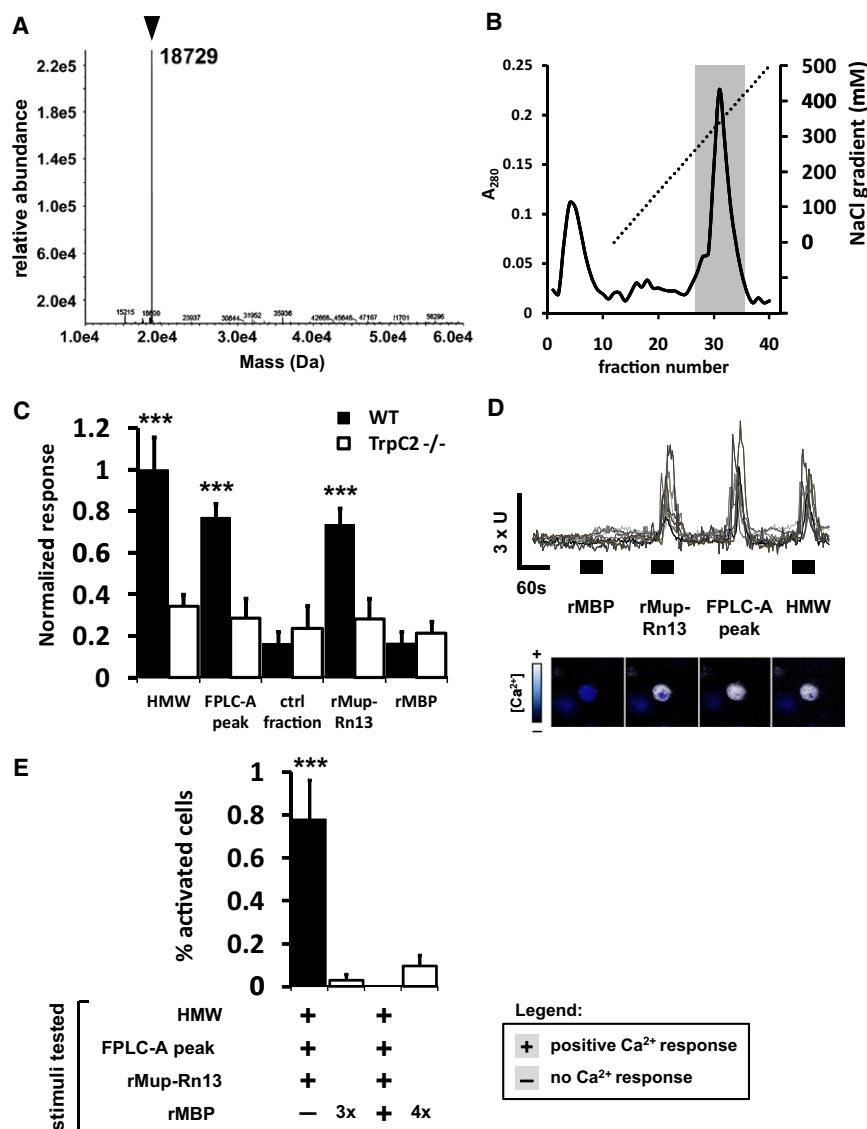 A
18729
2.2e5
1.8e5
1.4e5
1.0e5
6.0e4
2.0e4
relative abundance
15215
18600
23937
30844
31952
35936
47167
56296
1.0e4
2.0e4
3.0e4
4.0e4
5.0e4
6.0e4
Mass (Da)
B
0.25
0.2
0.15
0.1
0.05
0
A280
500
400
300
200
100
0
NaCl gradient (mM)
0
10
20
30
40
fraction number
C
***
***
***
WT
TrpC2 -/-
1.2
1
0.8
0.6
0.4
0.2
0
Normalized response
HMW
FPLC-A peak
ctrl fraction
rMup-Rn13
rMBP
D
3 x U
60s
rMBP
rMup-Rn13
FPLC-A peak
HMW
+
[Ca²⁺]
–
E
***
1
0.8
0.6
0.4
0.2
0
% activated cells
stimuli tested
HMW + +
FPLC-A peak + +
rMup-Rn13 + +
rMBP – 3x + 4x
Legend:
+ positive Ca²⁺ response
– no Ca²⁺ response